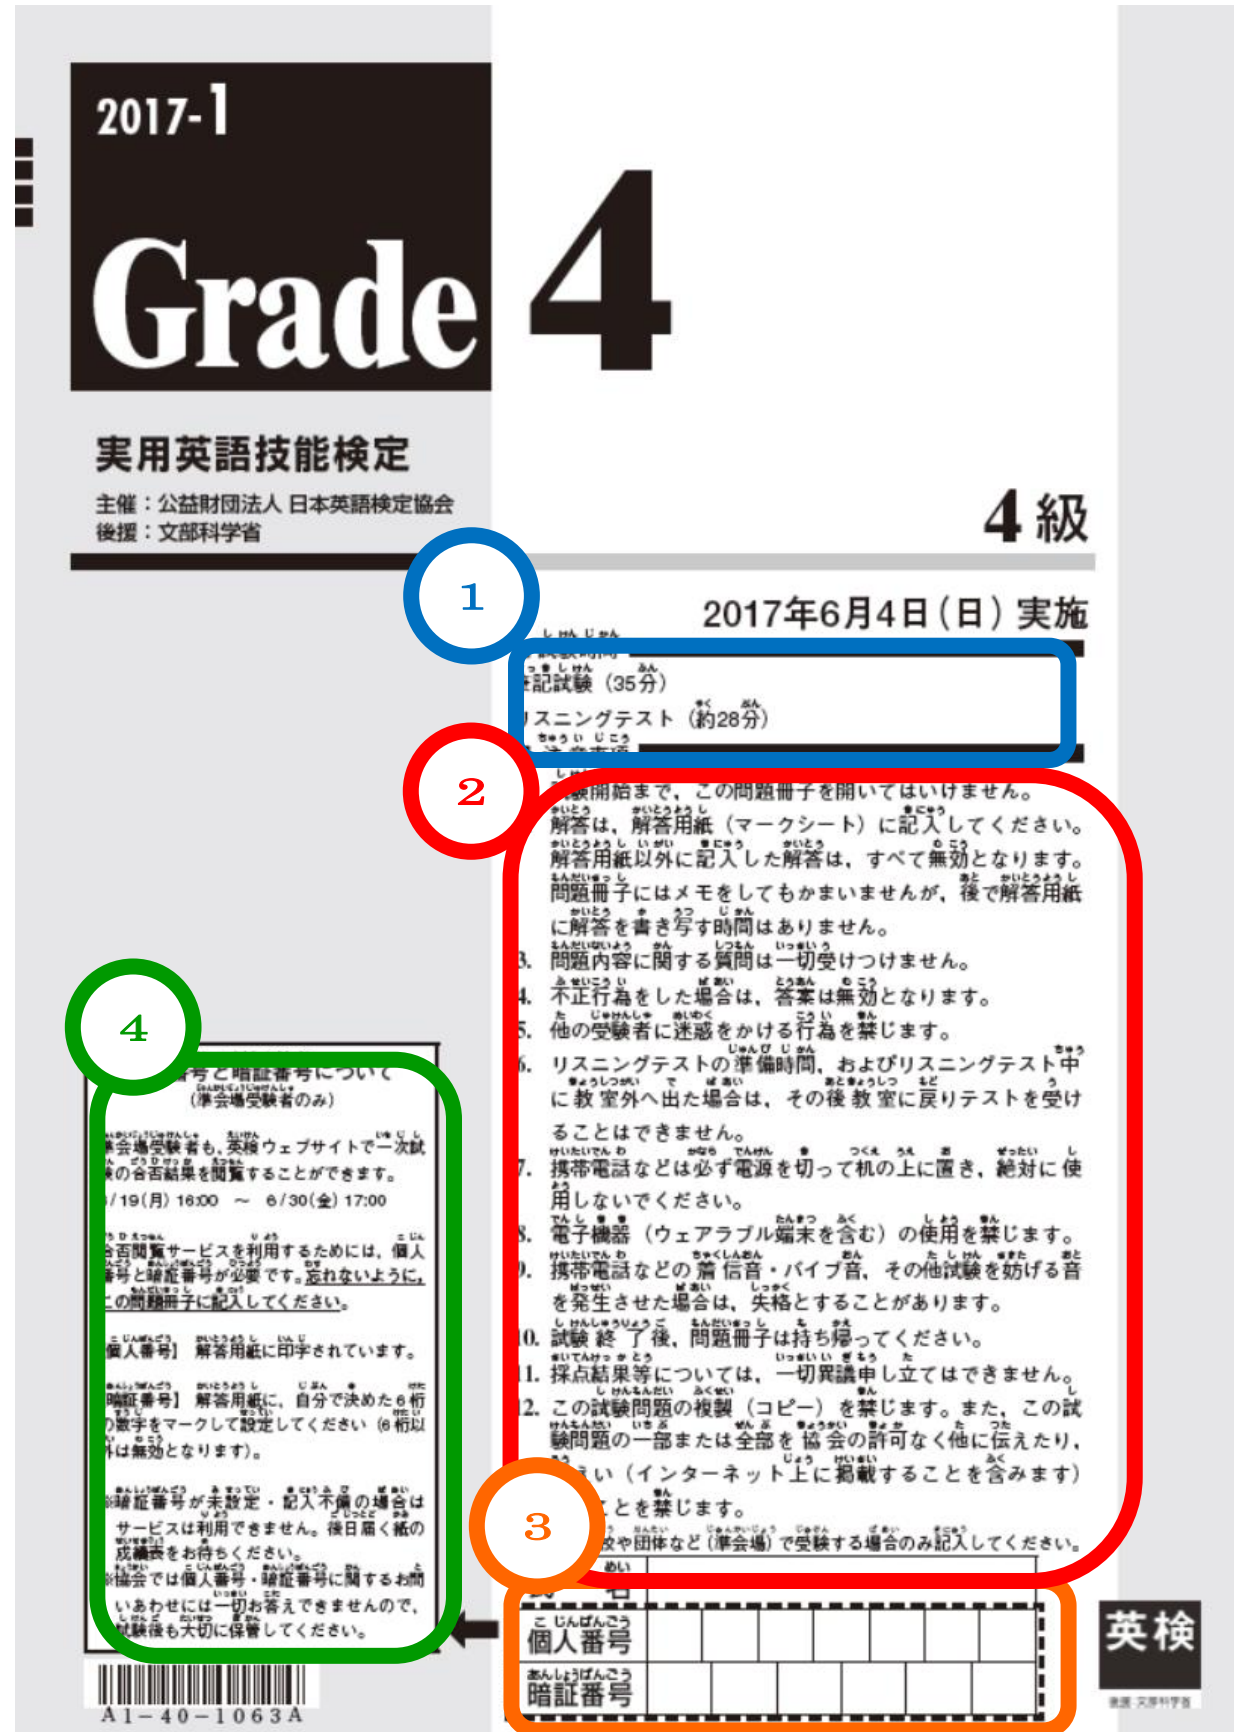 2017-1
Grade 4
実用英語技能検定
主催：公益財団法人 日本英語検定協会
後援：文部科学省
4級
1
2017年6月4日（日）実施
試験時間
筆記試験（35分）
リスニングテスト（約28分）
2
注意事項
試験開始まで，この問題冊子を開いてはいけません。
解答は，解答用紙（マークシート）に記入してください。
解答用紙以外に記入した解答は，すべて無効となります。
問題冊子にはメモをしてもかまいませんが，後で解答用紙
に解答を書き写す時間はありません。
3. 問題内容に関する質問は一切受けつけません。
4. 不正行為をした場合は，答案は無効となります。
5. 他の受験者に迷惑をかける行為を禁じます。
6. リスニングテストの準備時間，およびリスニングテスト中
に教室外へ出た場合は，その後教室に戻りテストを受け
ることはできません。
7. 携帯電話などは必ず電源を切って机の上に置き，絶対に使
用しないでください。
8. 電子機器（ウェアラブル端末を含む）の使用を禁じます。
9. 携帯電話などの着信音・バイブ音，その他試験を妨げる音
を発生させた場合は，失格とすることがあります。
10. 試験終了後，問題冊子は持ち帰ってください。
11. 採点結果等については，一切異議申し立てはできません。
12. この試験問題の複製（コピー）を禁じます。また，この試
験問題の一部または全部を協会の許可なく他に伝えたり，
えい（インターネット上に掲載することを含みます）
ことを禁じます。
3
校や団体など（準会場）で受験する場合のみ記入してください。
氏名
個人番号
暗証番号
4
番号と暗証番号について
（準会場受験者のみ）
準会場受験者も，英検ウェブサイトで一次試
験の合否結果を閲覧することができます。
6/19(月) 16:00 ～ 6/30(金) 17:00
合否閲覧サービスを利用するためには，個人
番号と暗証番号が必要です。忘れないように，
この問題冊子に記入してください。
個人番号】 解答用紙に印字されています。
暗証番号】 解答用紙に，自分で決めた6桁
の数字をマークして設定してください（6桁以
外は無効となります）。
※暗証番号が未設定・記入不備の場合は
サービスは利用できません。後日届く紙の
成績表をお待ちください。
※協会では個人番号・暗証番号に関するお問
いあわせには一切お答えできませんので，
試験後も大切に保管してください。
A1-40-1063A
英検
後援 文部科学省